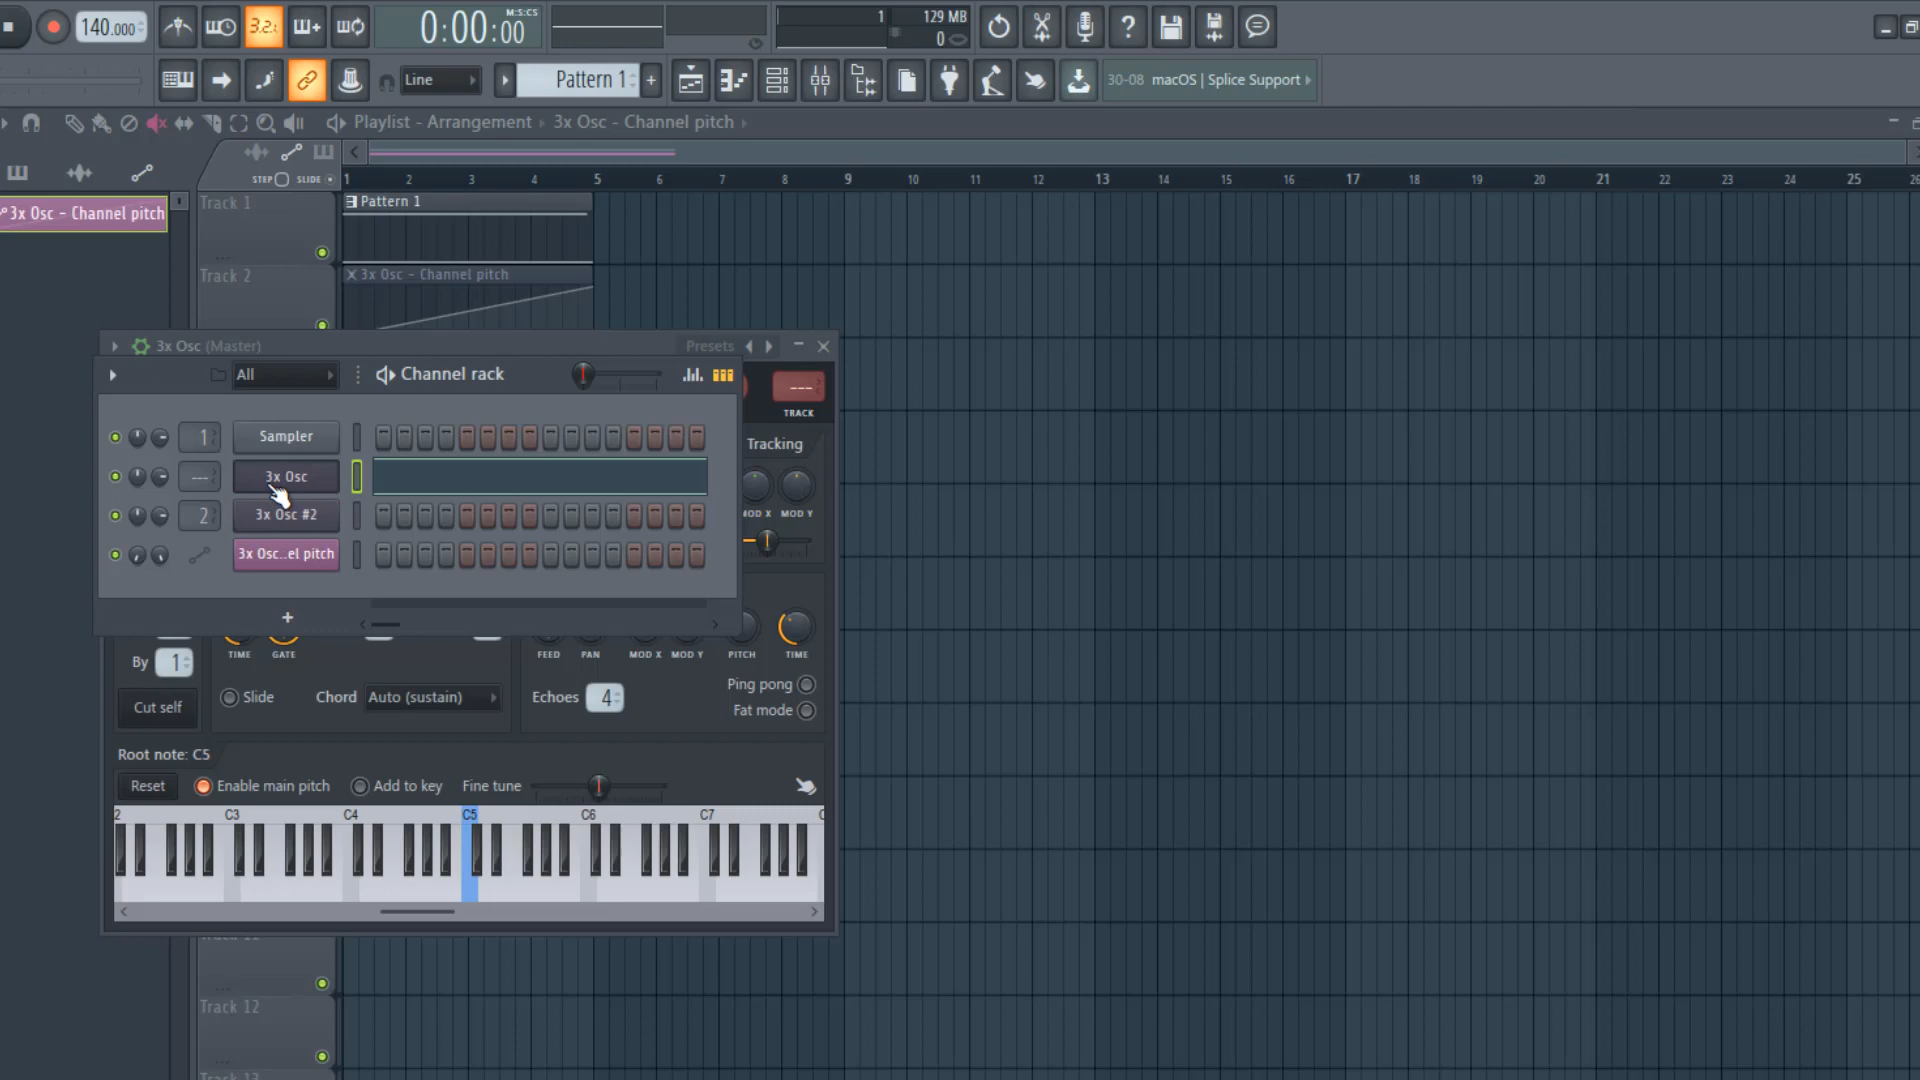 140.000
3.2.
0:00:00
M:S:CS
1
129 MB
0
Line
Pattern 1
+
30-08 macOS | Splice Support
Playlist - Arrangement
3x Osc - Channel pitch
STEP
SLIDE
1 2 3 4 5 6 7 8 9 10 11 12 13 14 15 16 17 18 19 20 21 22 23 24 25 26
3x Osc - Channel pitch
Track 1
Pattern 1
Track 2
3x Osc - Channel pitch
3x Osc (Master)
Presets
All
Channel rack
---
TRACK
1
Sampler
Tracking
---
3x Osc
MOD X
MOD Y
2
3x Osc #2
3x Osc..el pitch
+
TIME
GATE
FEED
PAN
MOD X
MOD Y
PITCH
TIME
By
1
Cut self
Slide
Chord
Auto (sustain)
Echoes
4
Ping pong
Fat mode
Root note: C5
Reset
Enable main pitch
Add to key
Fine tune
2
C3
C4
C5
C6
C7
Track 12